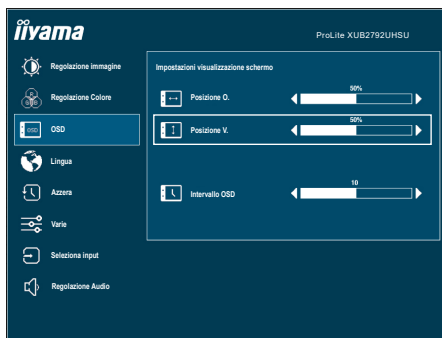 iiyama
ProLite XUB2792UHSU
Regolazione immagine
Impostazioni visualizzazione schermo
Regolazione Colore
R
G B
Posizione O.
50%
OSD
OSD
Posizione V.
50%
Lingua
Azzera
Intervallo OSD
10
Varie
Seleziona input
Regolazione Audio